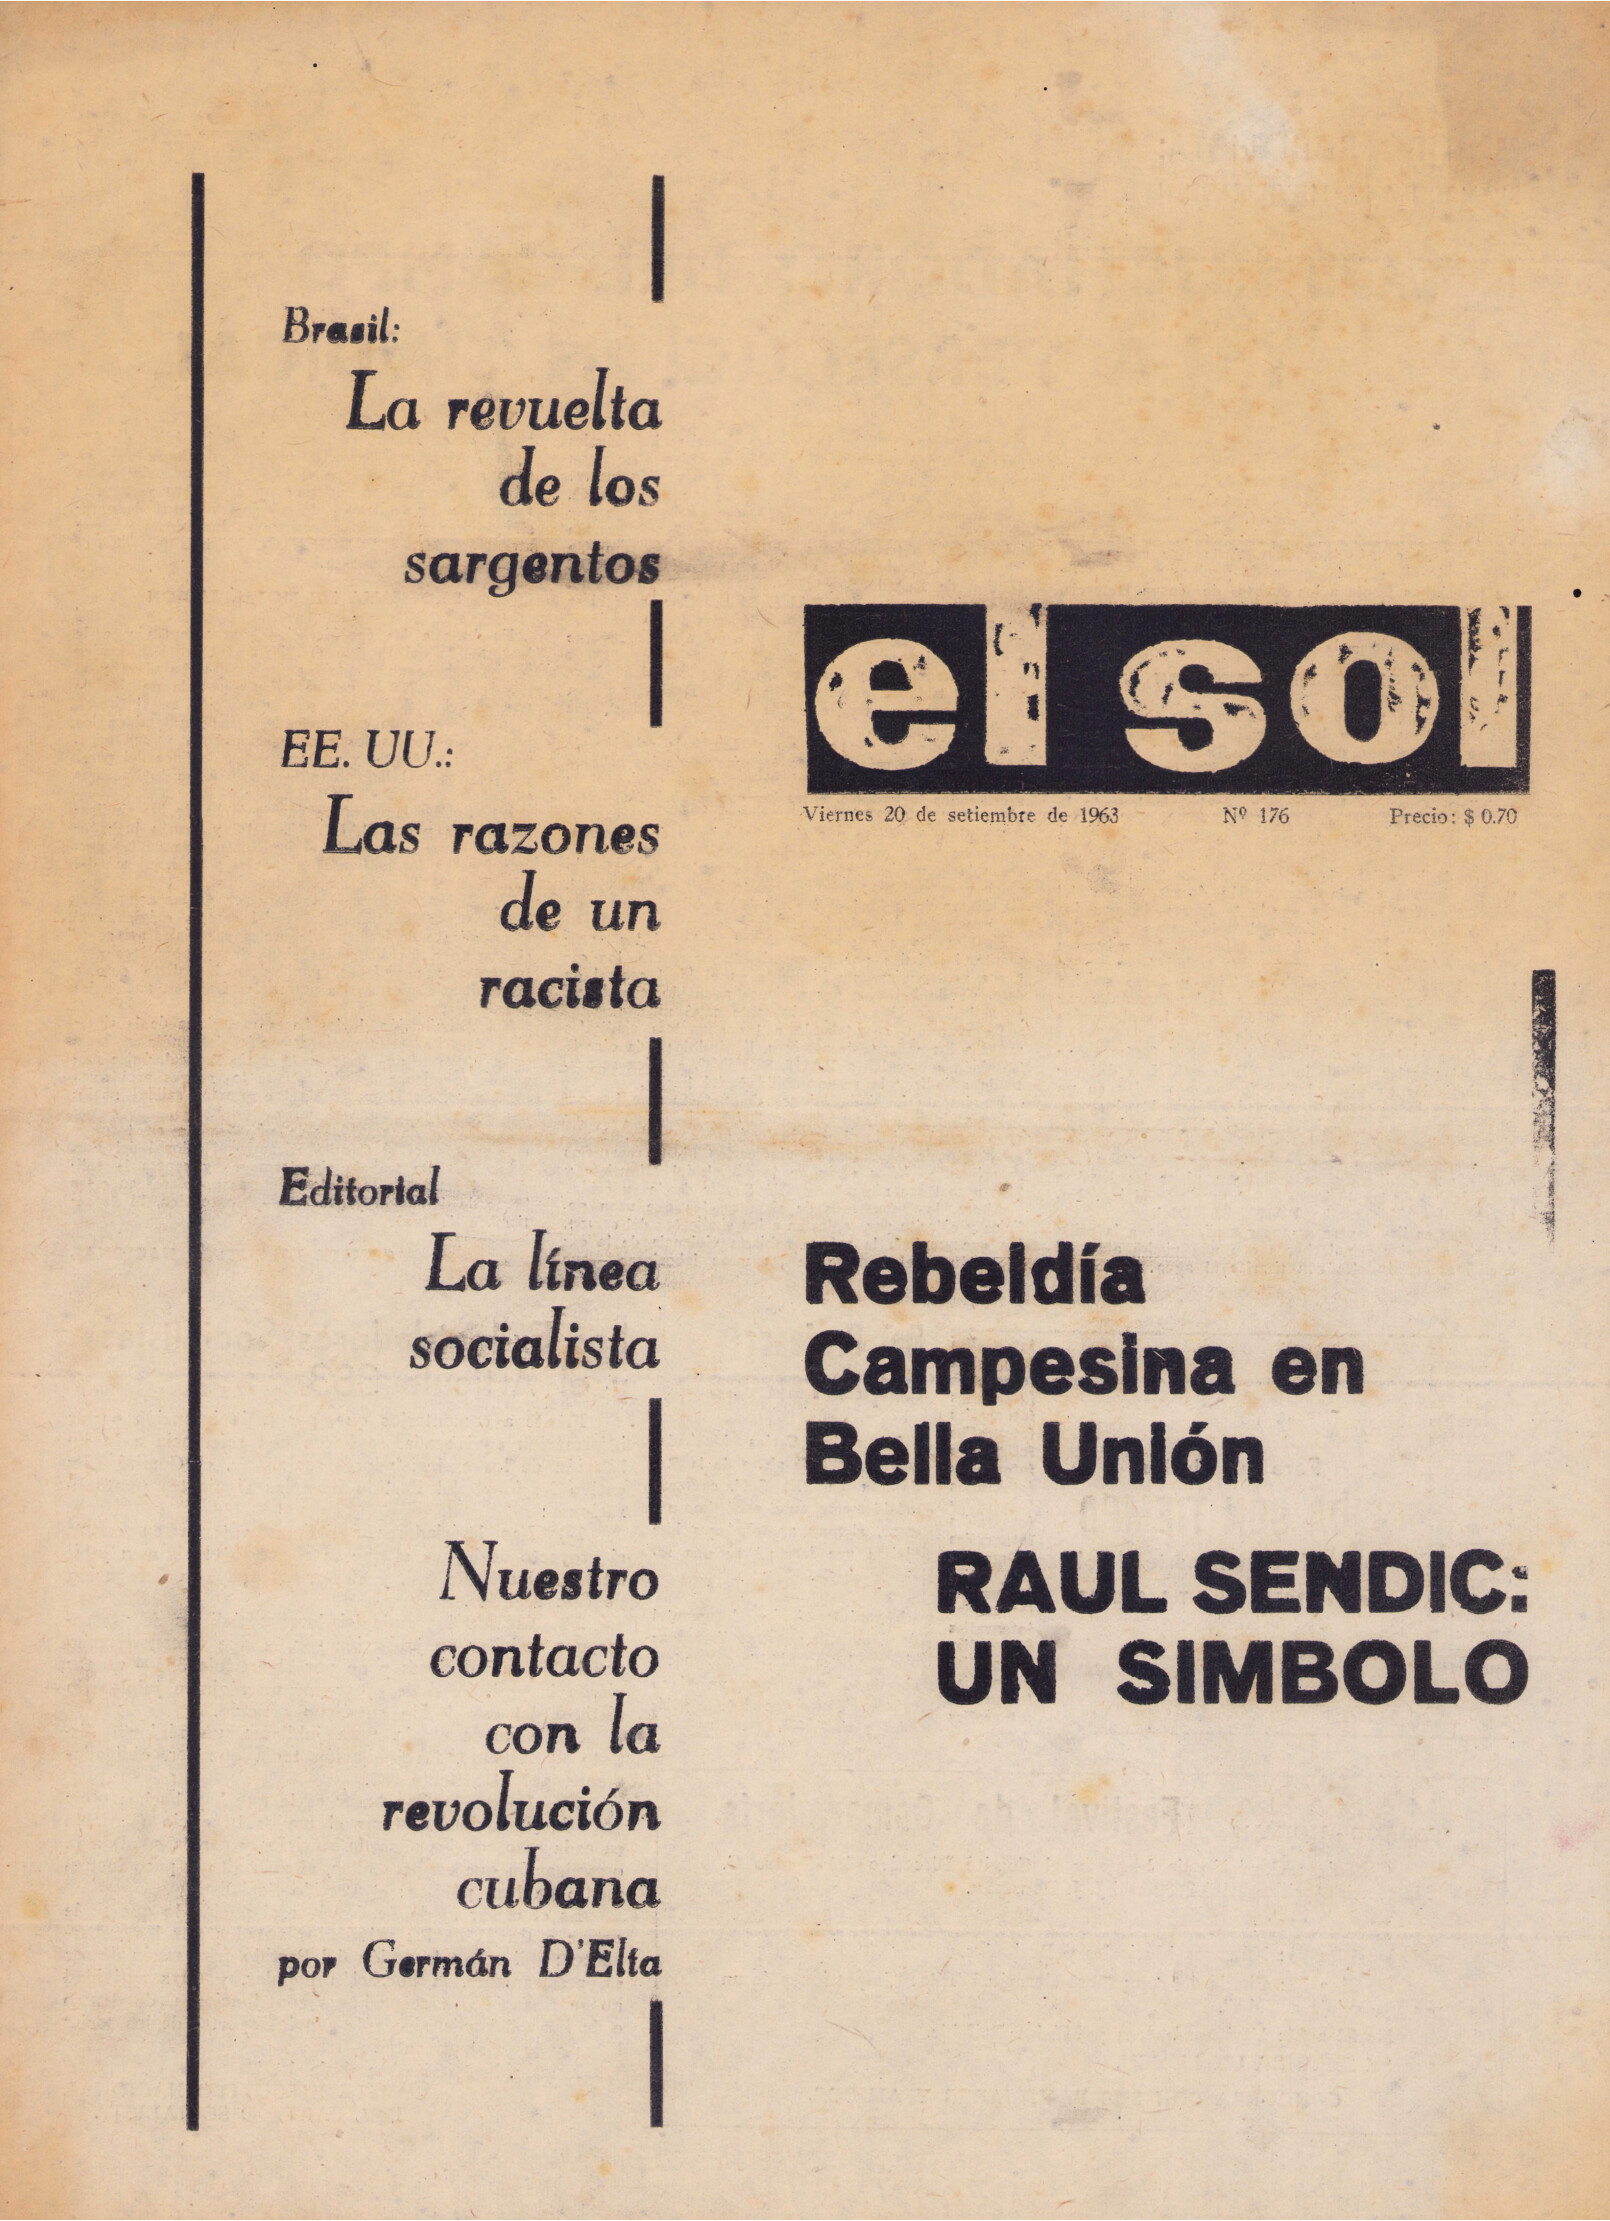 Brasil:
La revuelta
de los
sargentos
EE. UU.:
Las razones
de un
racista
Editorial
La línea
socialista
Nuestro
contacto
con la
revolución
cubana
por Germán D'Elía
el sol
Viernes 20 de setiembre de 1963 Nº 176 Precio: $ 0.70
Rebeldía
Campesina en
Bella Unión
RAUL SENDIC:
UN SIMBOLO